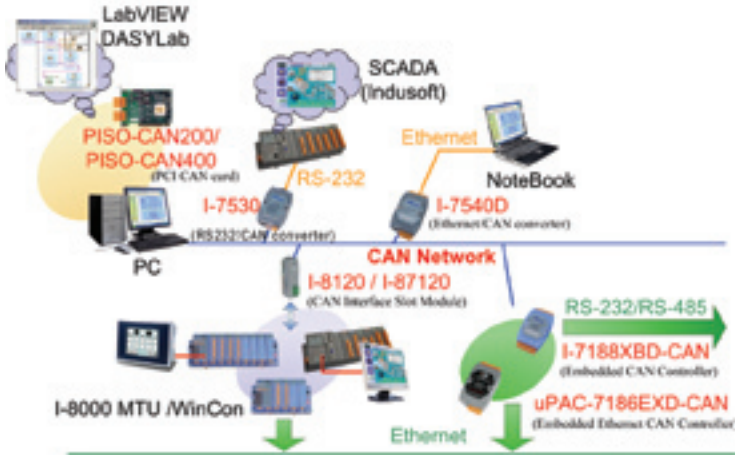 LabVIEW
DASYLab
SCADA
(Indusoft)
PISO-CAN200/
PISO-CAN400
(PCI CAN card)
RS-232
Ethernet
NoteBook
I-7530
(RS232/CAN converter)
I-7540D
(Ethernet/CAN converter)
PC
CAN Network
I-8120 / I-87120
(CAN Interface Slot Module)
RS-232/RS-485
I-7188XBD-CAN
(Embedded CAN Controller)
uPAC-7186EXD-CAN
(Embedded Ethernet CAN Controller)
I-8000 MTU /WinCon
Ethernet